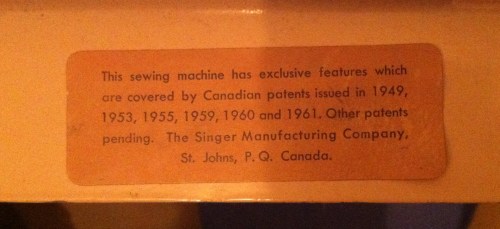 This sewing machine has exclusive features which
are covered by Canadian patents issued in 1949,
1953, 1955, 1959, 1960 and 1961. Other patents
pending. The Singer Manufacturing Company,
St. Johns, P. Q. Canada.